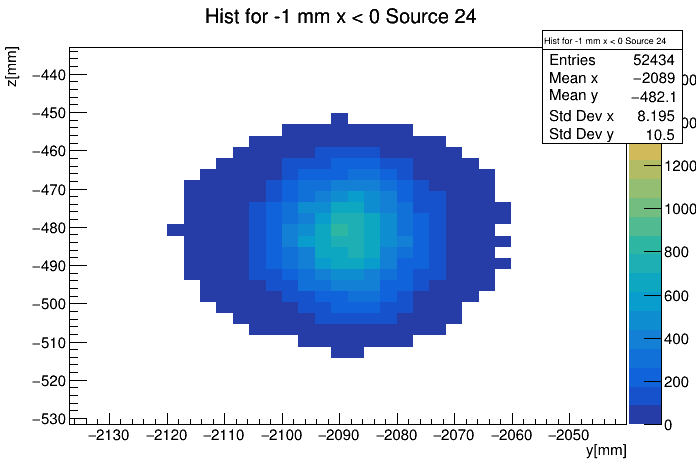 Hist for -1 mm x < 0 Source 24
z[mm]
Hist for -1 mm x < 0 Source 24
Entries 52434
Mean x −2089
Mean y −482.1
Std Dev x 8.195
Std Dev y 10.5
−440
−450
−460
−470
−480
−490
−500
−510
−520
−530
1200
1000
800
600
400
200
0
−2130 −2120 −2110 −2100 −2090 −2080 −2070 −2060 −2050
y[mm]